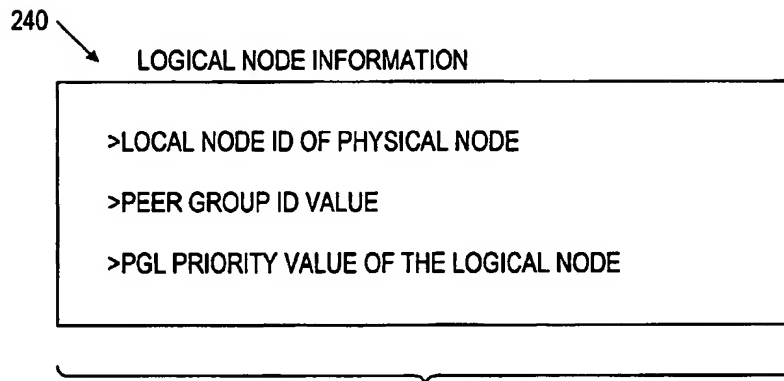 240
LOGICAL NODE INFORMATION
>LOCAL NODE ID OF PHYSICAL NODE
>PEER GROUP ID VALUE
>PGL PRIORITY VALUE OF THE LOGICAL NODE